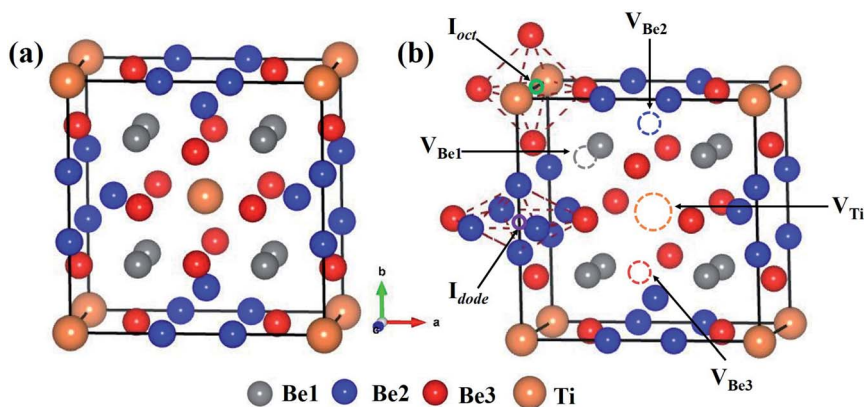 (a)
(b)
I_oct
V_Be2
V_Be1
V_Ti
I_dode
V_Be3
b
a
c
Be1 Be2 Be3 Ti